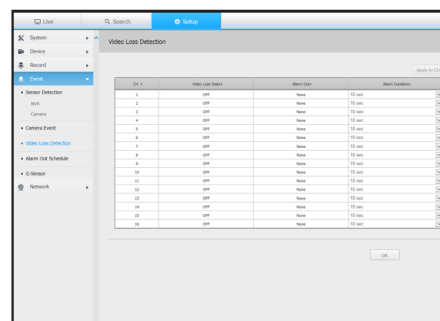 Live
Search
Setup
System
Device
Record
Event
Sensor Detection
NVR
Camera
Camera Event
Video Loss Detection
Alarm Out Schedule
G-Sensor
Network
Video Loss Detection
Apply to CH
CH Video Loss State Alarm Out Alarm Duration
1 OFF None 10 sec
2 OFF None 10 sec
3 OFF None 10 sec
4 OFF None 10 sec
5 OFF None 10 sec
6 OFF None 10 sec
7 OFF None 10 sec
8 OFF None 10 sec
9 OFF None 10 sec
10 OFF None 10 sec
11 OFF None 10 sec
12 OFF None 10 sec
13 OFF None 10 sec
14 OFF None 10 sec
15 OFF None 10 sec
16 OFF None 10 sec
OK